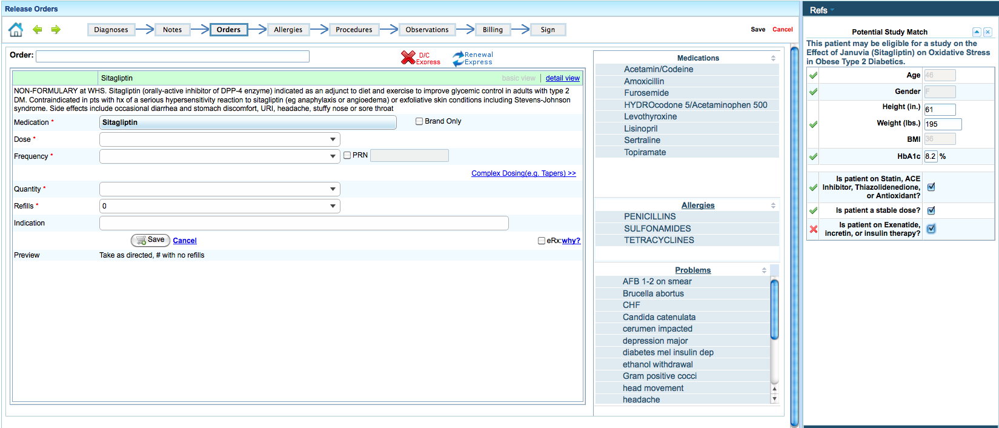 Release Orders
Diagnoses
Notes
Orders
Allergies
Procedures
Observations
Billing
Sign
Save
Cancel
Order:
D/C
Express
Renewal
Express
Sitagliptin
basic view | detail view
NON-FORMULARY at WHS. Sitagliptin (orally-active inhibitor of DPP-4 enzyme) indicated as an adjunct to diet and exercise to improve glycemic control in adults with type 2
DM. Contraindicated in pts with hx of a serious hypersensitivity reaction to sitagliptin (eg anaphylaxis or angioedema) or exfoliative skin conditions including Stevens-Johnson
syndrome. Side effects include occasional diarrhea and stomach discomfort, URI, headache, stuffy nose or sore throat
Medication *
Sitagliptin
Brand Only
Dose *
Frequency *
PRN
Complex Dosing(e.g. Tapers) >>
Quantity *
Refills *
0
Indication
Save
Cancel
eRx:why?
Preview
Take as directed, # with no refills
Medications
Acetamin/Codeine
Amoxicillin
Furosemide
HYDROcodone 5/Acetaminophen 500
Levothyroxine
Lisinopril
Sertraline
Topiramate
Allergies
PENICILLINS
SULFONAMIDES
TETRACYCLINES
Problems
AFB 1-2 on smear
Brucella abortus
CHF
Candida catenulata
cerumen impacted
depression major
diabetes mel insulin dep
ethanol withdrawal
Gram positive cocci
head movement
headache
Refs
Potential Study Match
This patient may be eligible for a study on the
Effect of Januvia (Sitagliptin) on Oxidative Stress
in Obese Type 2 Diabetics.
Age
46
Gender
F
Height (in.)
61
Weight (lbs.)
195
BMI
36
HbA1c
8.2 %
Is patient on Statin, ACE
Inhibitor, Thiazolidenedione,
or Antioxidant?
Is patient a stable dose?
Is patient on Exenatide,
incretin, or insulin therapy?